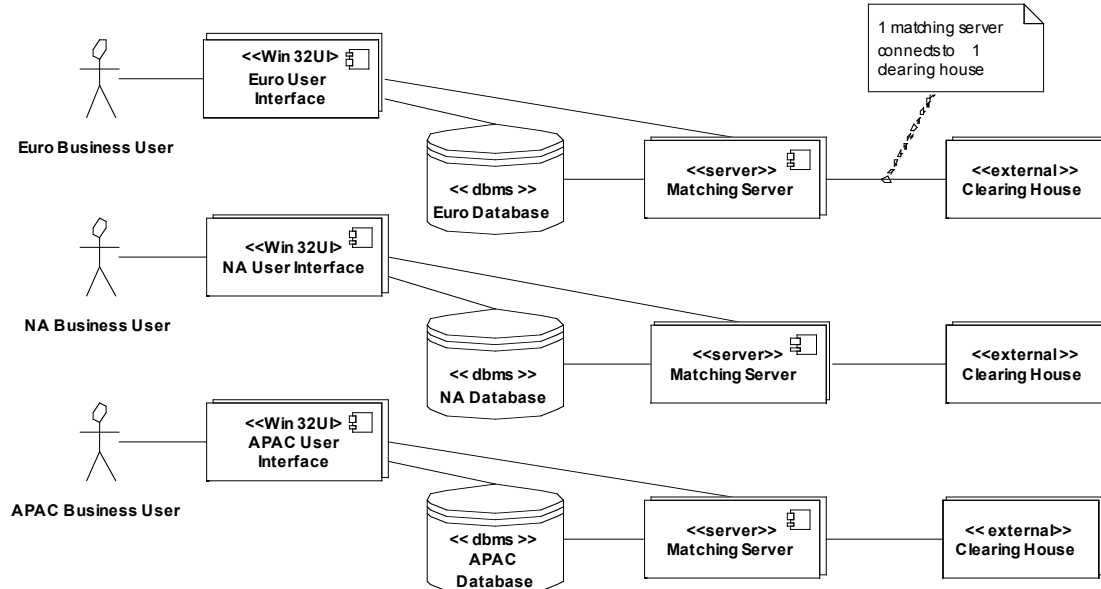 1 matching server
connects to 1
clearing house
<<Win 32UI>
Euro User
Interface
Euro Business User
<< dbms >>
Euro Database
<<server>>
Matching Server
<<external >>
Clearing House
<<Win 32UI>
NA User Interface
NA Business User
<< dbms >>
NA Database
<<server>>
Matching Server
<<external >>
Clearing House
<<Win 32UI>
APAC User
Interface
APAC Business User
<< dbms >>
APAC
Database
<<server>>
Matching Server
<< external>>
Clearing House